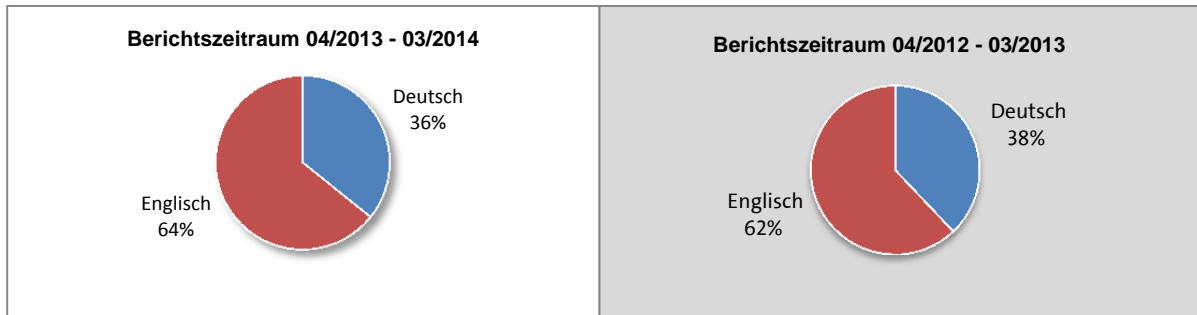 Berichtszeitraum 04/2013 - 03/2014
Deutsch
36%
Englisch
64%
Berichtszeitraum 04/2012 - 03/2013
Deutsch
38%
Englisch
62%